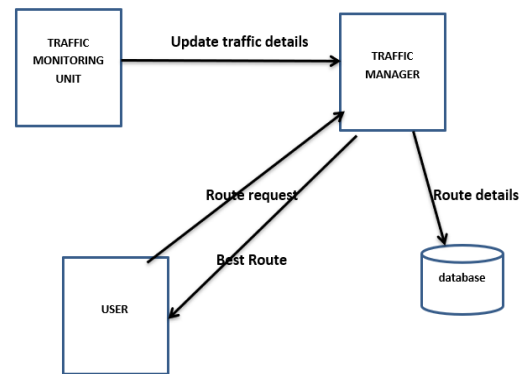 TRAFFIC
MONITORING
UNIT
Update traffic details
TRAFFIC
MANAGER
Route request
Route details
Best Route
database
USER